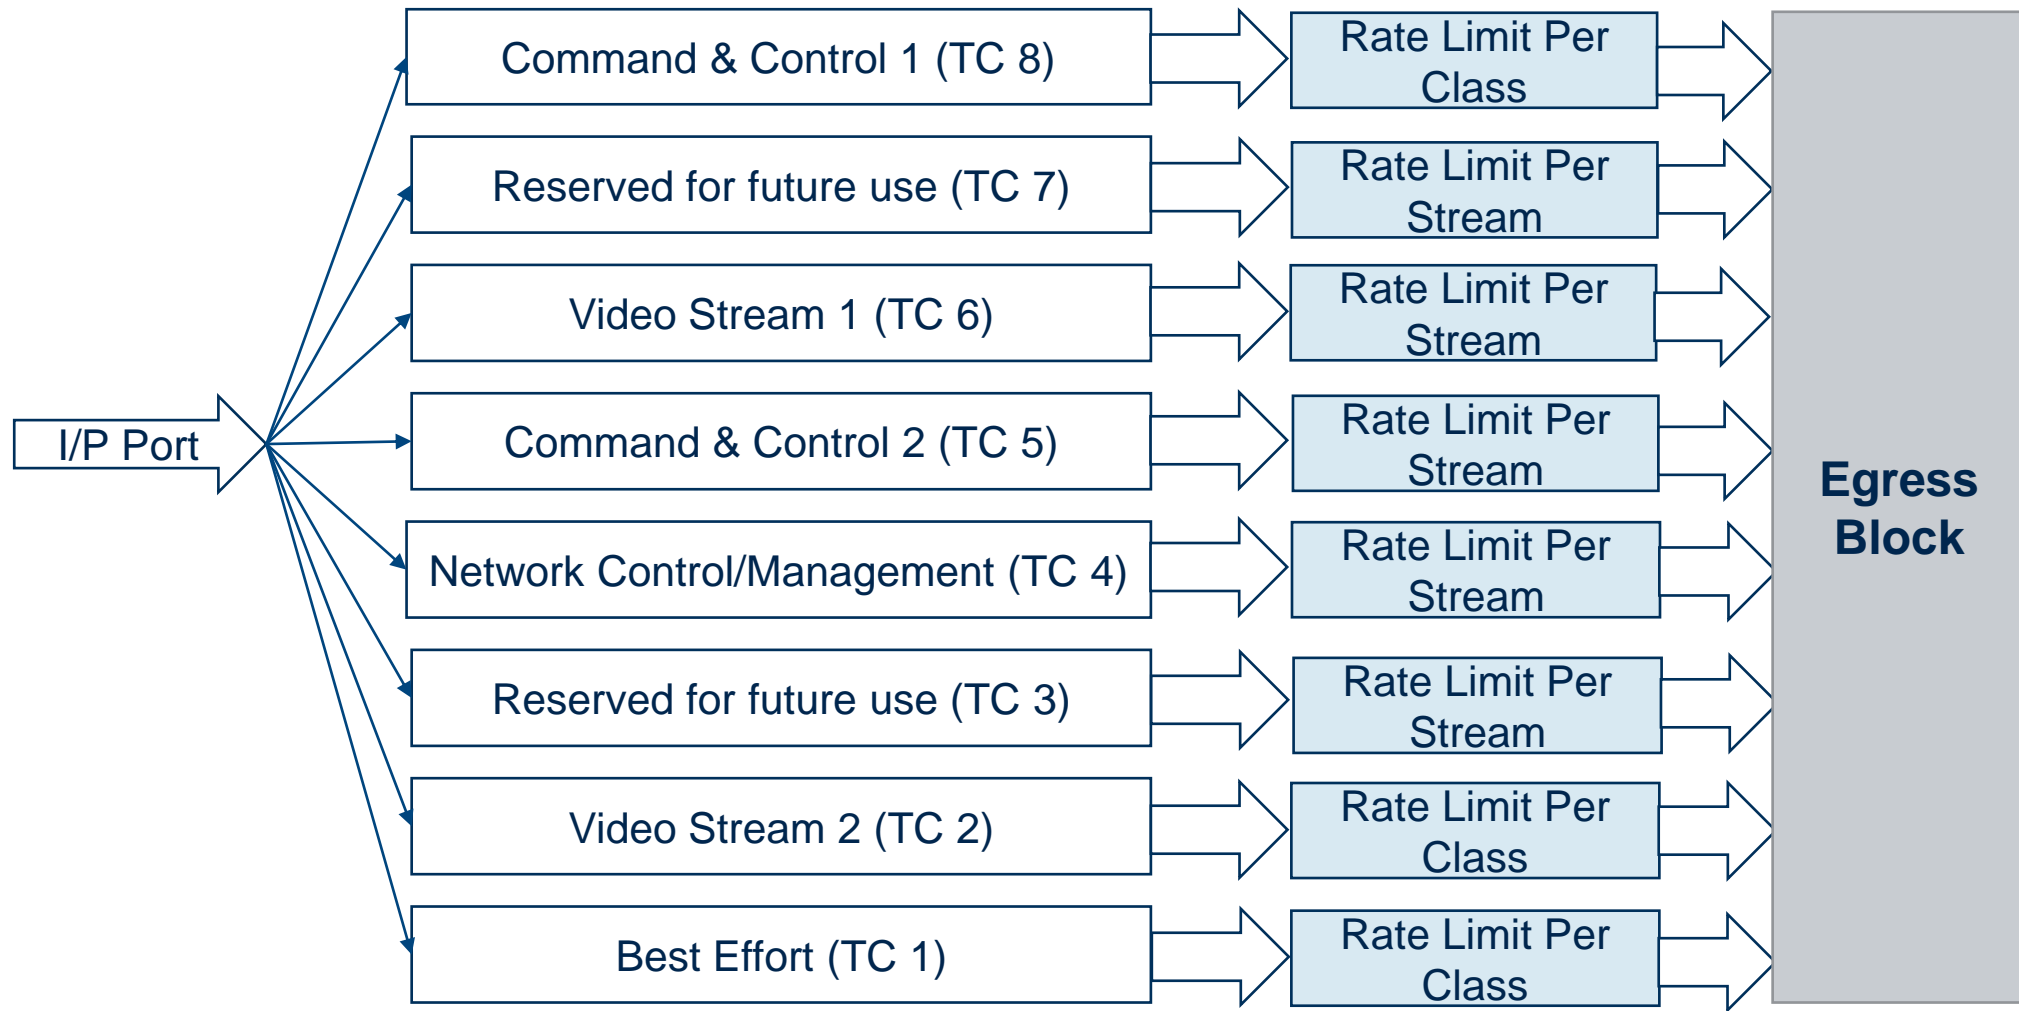 I/P Port
Command & Control 1 (TC 8)
Rate Limit Per
Class
Reserved for future use (TC 7)
Rate Limit Per
Stream
Video Stream 1 (TC 6)
Rate Limit Per
Stream
Command & Control 2 (TC 5)
Rate Limit Per
Stream
Network Control/Management (TC 4)
Rate Limit Per
Stream
Reserved for future use (TC 3)
Rate Limit Per
Stream
Video Stream 2 (TC 2)
Rate Limit Per
Class
Best Effort (TC 1)
Rate Limit Per
Class
Egress
Block